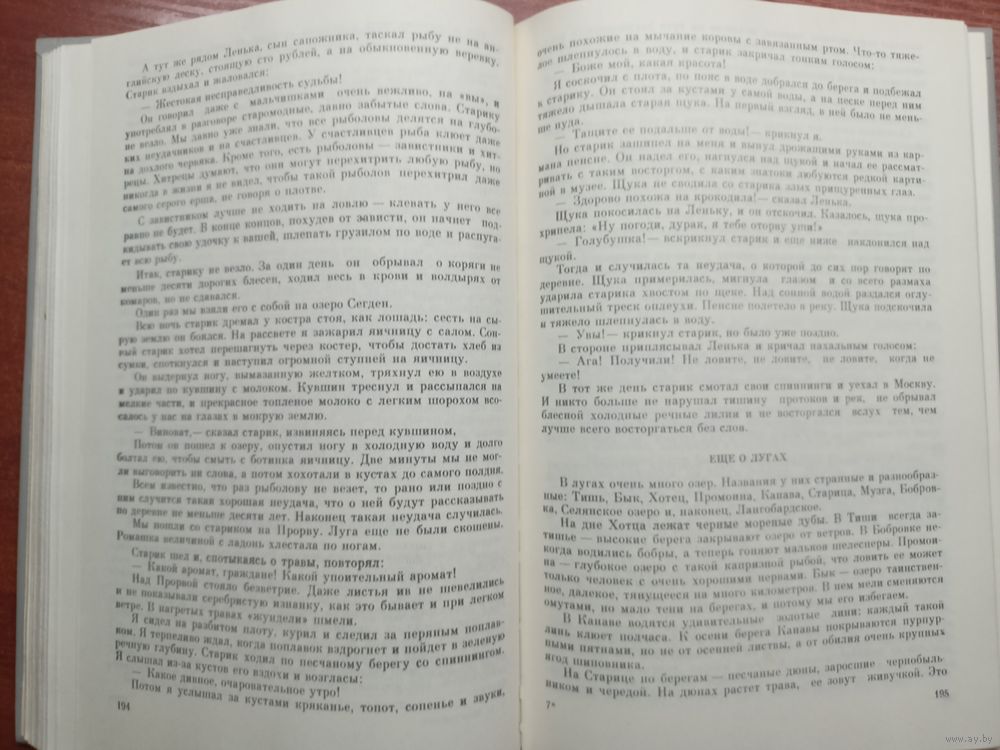 А тут же рядом Ленька, сын сапожника, таскал рыбу не на ан-
глийскую леску, стоящую сто рублей, а на обыкновенную веревку.
Старик вздыхал и жаловался:
— Жестокая несправедливость судьбы!
Он говорил даже с мальчишками очень вежливо, на «вы», и
употреблял в разговоре старомодные, давно забытые слова. Старику
не везло. Мы давно уже знали, что все рыболовы делятся на глубо-
ких неудачников и на счастливцев. У счастливцев рыба клюет даже
на дохлого червяка. Кроме того, есть рыболовы — завистники и хит-
рецы. Хитрецы думают, что они могут перехитрить любую рыбу, но
никогда в жизни я не видел, чтобы такой рыболов перехитрил даже
самого серого ерша, не говоря о плотве.
С завистником лучше не ходить на ловлю — клевать у него все
равно не будет. В конце концов, похудев от зависти, он начнет под-
кидывать свою удочку к вашей, шлепать грузилом по воде и распуга-
ет всю рыбу.
Итак, старику не везло. За один день он обрывал о коряги не
меньше десяти дорогих блесен, ходил весь в крови и волдырях от
комаров, но не сдавался.
Один раз мы взяли его с собой на озеро Сегден.
Всю ночь старик дремал у костра стоя, как лошадь: сесть на сы-
рую землю он боялся. На рассвете я зажарил яичницу с салом. Сон-
ный старик хотел перешагнуть через костер, чтобы достать хлеб из
сумки, споткнулся и наступил огромной ступней на яичницу.
Он выдернул ногу, вымазанную желтком, тряхнул ею в воздухе
и ударил по кувшину с молоком. Кувшин треснул и рассыпался на
мелкие части, и прекрасное топленое молоко с легким шорохом всо-
салось у нас на глазах в мокрую землю.
— Виноват,— сказал старик, извиняясь перед кувшином,
Потом он пошел к озеру, опустил ногу в холодную воду и долго
болтал ею, чтобы смыть с ботинка яичницу. Две минуты мы не мог-
ли выговорить ни слова, а потом хохотали в кустах до самого полдня.
Всем известно, что раз рыболову не везет, то рано или поздно с
ним случится такая хорошая неудача, что о ней будут рассказывать
по деревне не меньше десяти лет. Наконец такая неудача случилась.
Мы пошли со стариком на Прорву. Луга еще не были скошены.
Ромашка величиной с ладонь хлестала по ногам.
Старик шел и, спотыкаясь о травы, повторял:
— Какой аромат, граждане! Какой упоительный аромат!
Над Прорвой стояло безветрие. Даже листья ив не шевелились
и не показывали серебристую изнанку, как это бывает и при легком
ветре. В нагретых травах «жундели» шмели.
Я сидел на разбитом плоту, курил и следил за перяным поплав-
ком. Я терпеливо ждал, когда поплавок вздрогнет и пойдет в зеленую
речную глубину. Старик ходил по песчаному берегу со спиннингом.
Я слышал из-за кустов его вздохи и возгласы:
— Какое дивное, очаровательное утро!
Потом я услышал за кустами кряканье, топот, сопенье и звуки,
194
очень похожие на мычание коровы с завязанным ртом. Что-то тяже-
лое шлепнулось в воду, и старик закричал тонким голосом:
— Боже мой, какая красота!
Я соскочил с плота, по пояс в воде добрался до берега и подбежал
к старику. Он стоял за кустами у самой воды, а на песке перед ним
тяжело дышала старая щука. На первый взгляд, в ней было не мень-
ше пуда.
— Тащите ее подальше от воды!— крикнул я.
Но старик зашипел на меня и вынул дрожащими руками из кар-
мана пенсне. Он надел его, нагнулся над щукой и начал ее рассмат-
ривать с таким восторгом, с каким знатоки любуются редкой карти-
ной в музее. Щука не сводила со старика злых прищуренных глаз.
— Здорово похожа на крокодила!— сказал Ленька.
Щука покосилась на Леньку, и он отскочил. Казалось, щука про-
хрипела: «Ну погоди, дурак, я тебе оторву уши!»
— Голубушка!— вскрикнул старик и еще ниже наклонился над
щукой.
Тогда и случилась та неудача, о которой до сих пор говорят по
деревне. Щука примерилась, мигнула глазом и со всего размаха
ударила старика хвостом по щеке. Над сонной водой раздался оглу-
шительный треск оплеухи. Пенсне полетело в реку. Щука подскочила
и тяжело шлепнулась в воду.
— Увы!— крикнул старик, но было уже поздно.
В стороне приплясывал Ленька и кричал нахальным голосом:
— Ага! Получили! Не ловите, не ловите, не ловите, когда не
умеете!
В тот же день старик смотал свои спиннинги и уехал в Москву.
И никто больше не нарушал тишину протоков и рек, не обрывал
блесной холодные речные лилии и не восторгался вслух тем, чем
лучше всего восторгаться без слов.
ЕЩЕ О ЛУГАХ
В лугах очень много озер. Названия у них странные и разнообраз-
ные: Тишь, Бык, Хотец, Промоина, Канава, Старица, Музга, Бобров-
ка, Селянское озеро и, наконец, Лангобардское.
На дне Хотца лежат черные мореные дубы. В Тиши всегда за-
тишье — высокие берега закрывают озеро от ветров. В Бобровке не-
когда водились бобры, а теперь гоняют мальков шелесперы. Промои-
на — глубокое озеро с такой капризной рыбой, что ловить ее может
только человек с очень хорошими нервами. Бык — озеро таинствен-
ное, далекое, тянущееся на много километров. В нем мели сменяются
омутами, но мало тени на берегах, и потому мы его избегаем.
В Канаве водятся удивительные золотые лини: каждый такой
линь клюет полчаса. К осени берега Канавы покрываются пурпур-
ными пятнами, но не от осенней листвы, а от обилия очень крупных
ягод шиповника.
На Старице по берегам — песчаные дюны, заросшие чернобыль-
ником и чередой. На дюнах растет трава, ее зовут живучкой. Это
7*
195
www.ay.by